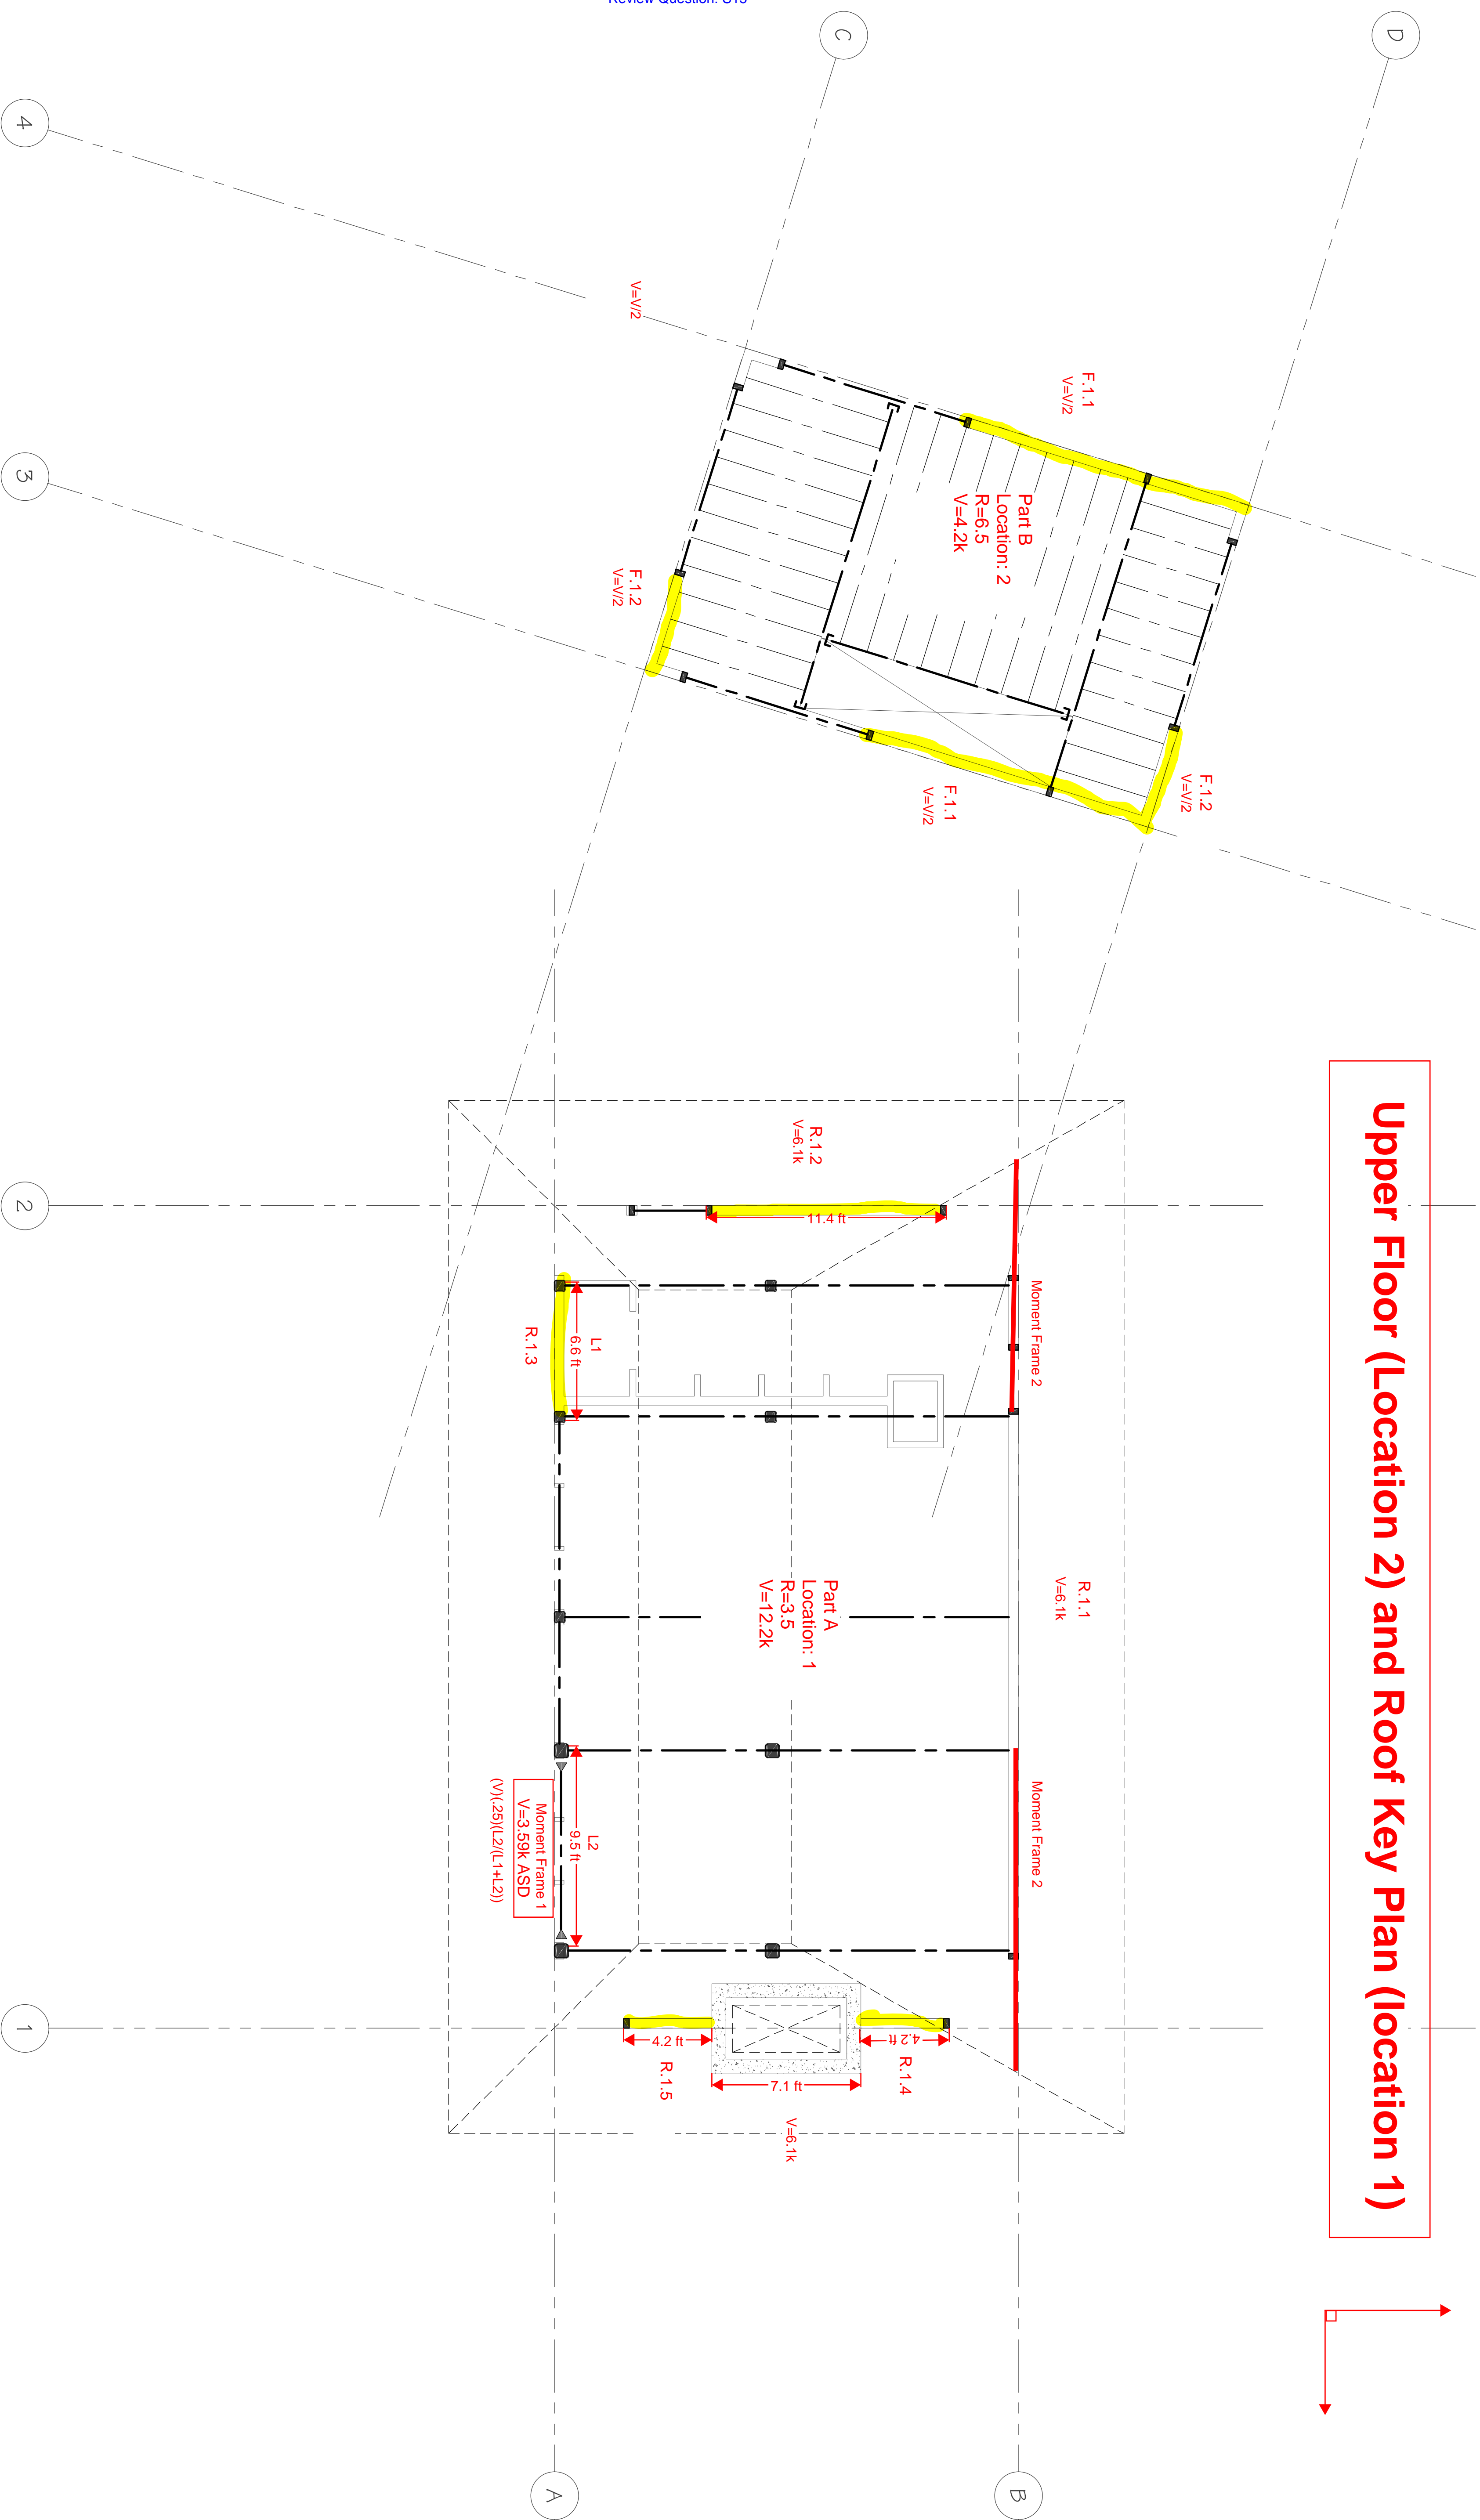 Upper Floor (Location 2) and Roof Key Plan (location 1)
D
C
4
3
2
1
A
B
V=V/2
F.1.1
V=V/2
Part B
Location: 2
R=6.5
V=4.2k
F.1.2
V=V/2
F.1.1
V=V/2
F.1.2
V=V/2
R.1.2
V=6.1k
11.4 ft
Moment Frame 2
L1
6.6 ft
R.1.3
R.1.1
V=6.1k
Part A
Location: 1
R=3.5
V=12.2k
Moment Frame 2
L2
9.5 ft
Moment Frame 1
V=3.59k ASD
(V)(.25)(L2/(L1+L2))
4.2 ft
R.1.5
7.1 ft
4.2 ft
R.1.4
V=6.1k